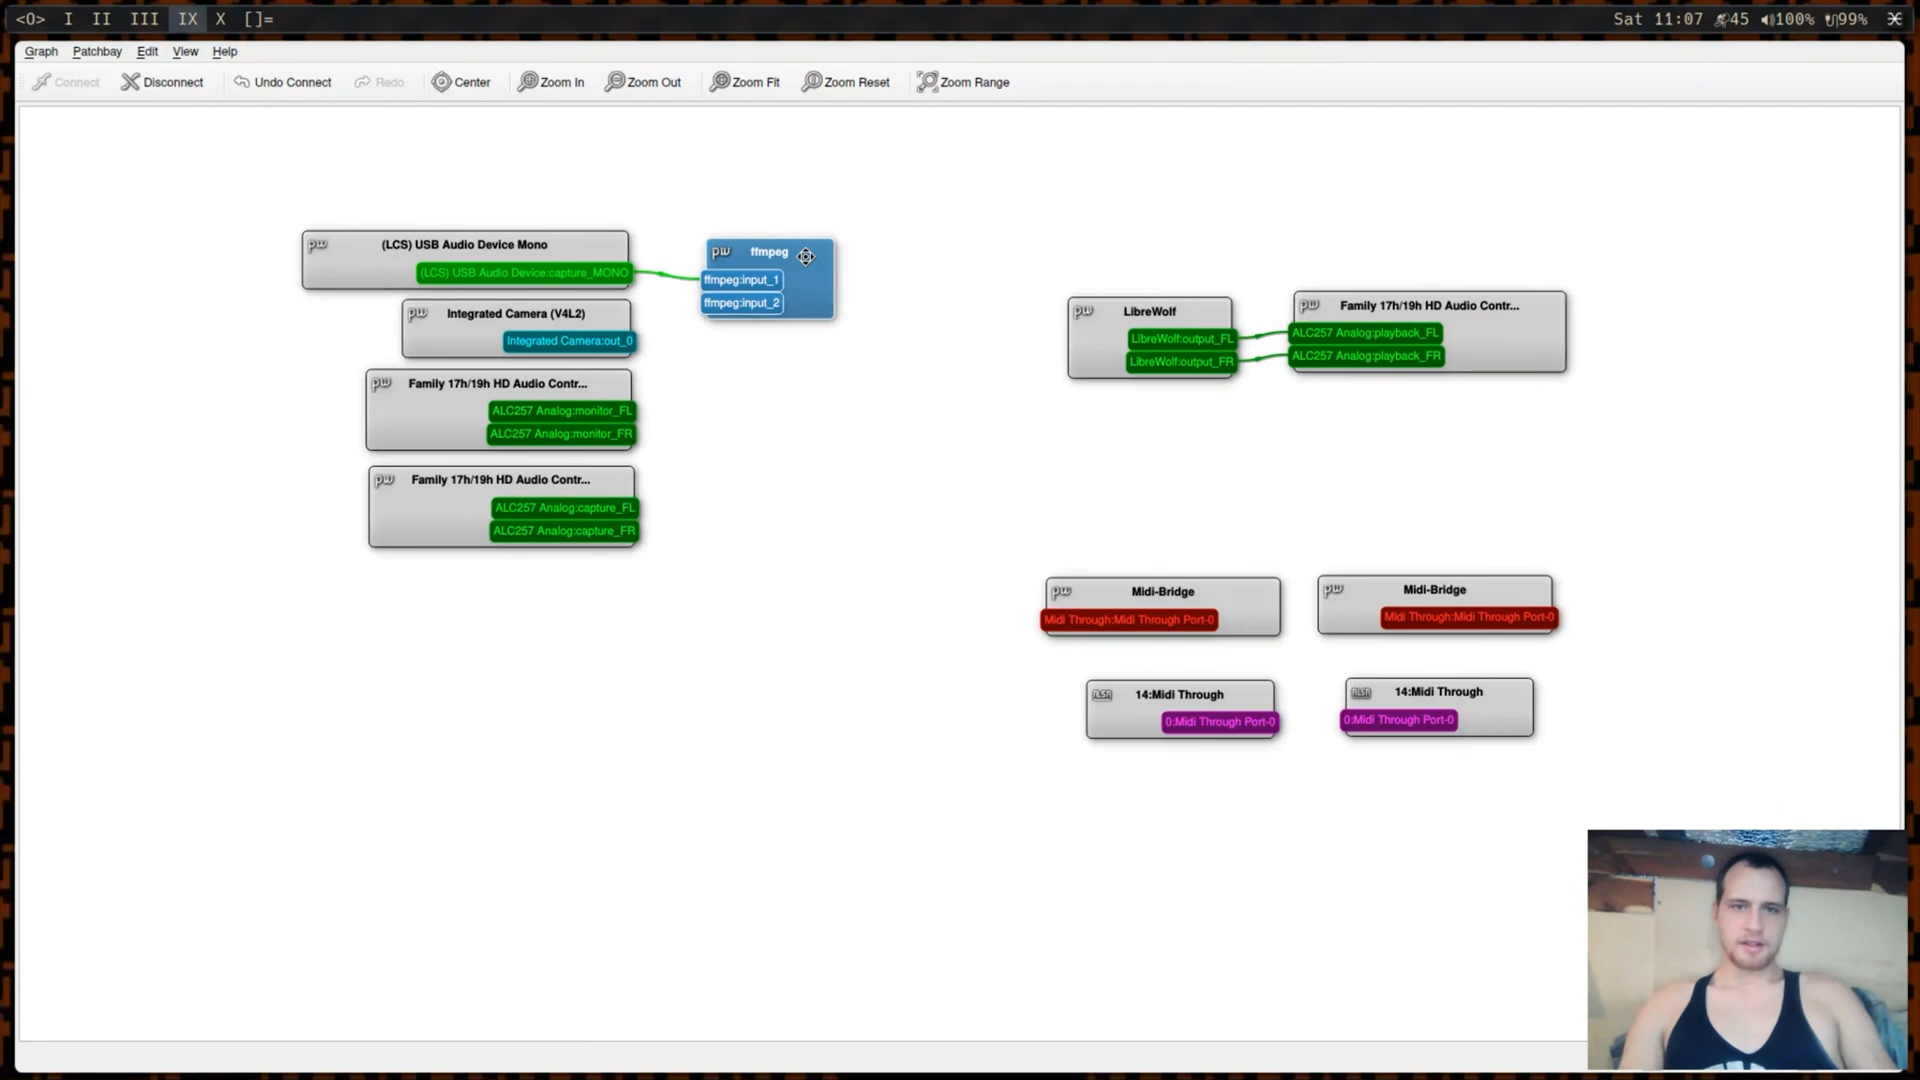 <O> I II III IX X []= Sat 11:07 45 100% 99%
Graph Patchbay Edit View Help
Connect Disconnect Undo Connect Redo Center Zoom In Zoom Out Zoom Fit Zoom Reset Zoom Range
pw (LCS) USB Audio Device Mono
(LCS) USB Audio Device:capture_MONO
pw ffmpeg
ffmpeg:input_1
ffmpeg:input_2
pw Integrated Camera (V4L2)
Integrated Camera:out_0
pw Family 17h/19h HD Audio Contr...
ALC257 Analog:monitor_FL
ALC257 Analog:monitor_FR
pw Family 17h/19h HD Audio Contr...
ALC257 Analog:capture_FL
ALC257 Analog:capture_FR
pw LibreWolf
LibreWolf:output_FL
LibreWolf:output_FR
pw Family 17h/19h HD Audio Contr...
ALC257 Analog:playback_FL
ALC257 Analog:playback_FR
pw Midi-Bridge
Midi Through:Midi Through Port-0
pw Midi-Bridge
Midi Through:Midi Through Port-0
ALSA 14:Midi Through
0:Midi Through Port-0
ALSA 14:Midi Through
0:Midi Through Port-0